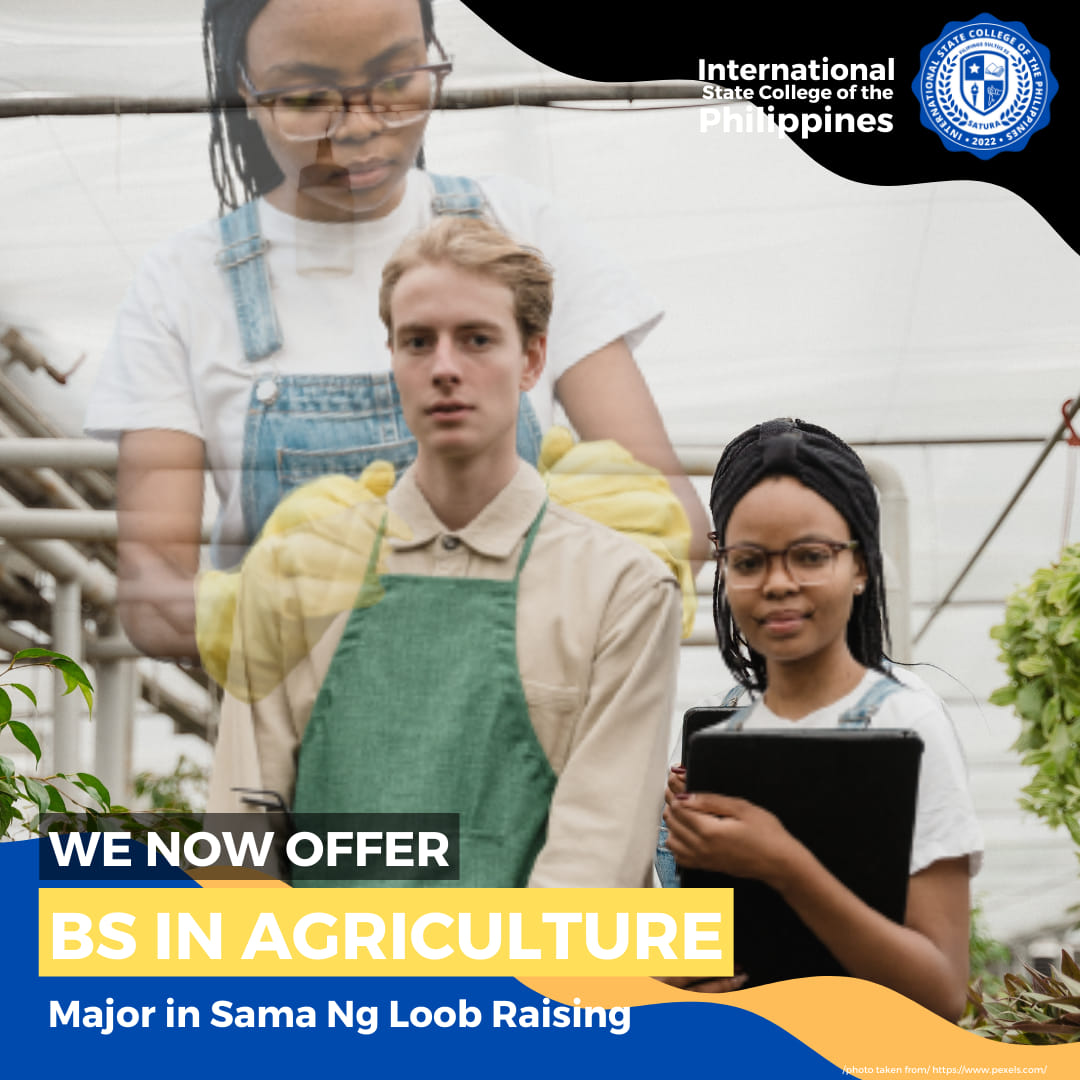 International
State College of the
Philippines
INTERNATIONAL STATE COLLEGE OF THE PHILIPPINES
SATURA
• 2022 •
WE NOW OFFER
BS IN AGRICULTURE
Major in Sama Ng Loob Raising
/photo taken from/ https://www.pexels.com/